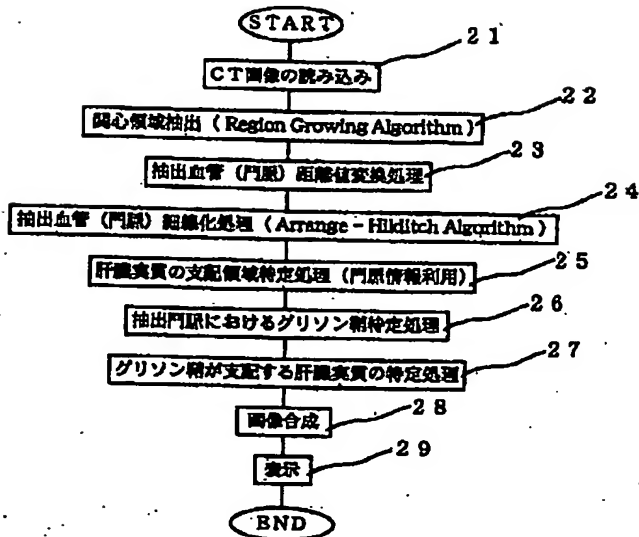 START
21
CT画像の読み込み
22
関心領域抽出 ( Region Growing Algorithm )
23
抽出血管（門脈）距離値変換処理
24
抽出血管（門脈）細線化処理 ( Arrange - Hilditch Algorithm )
25
肝臓実質の支配領域特定処理（門脈情報利用）
26
抽出門脈におけるグリソン鞘特定処理
27
グリソン鞘が支配する肝臓実質の特定処理
28
画像合成
29
表示
END